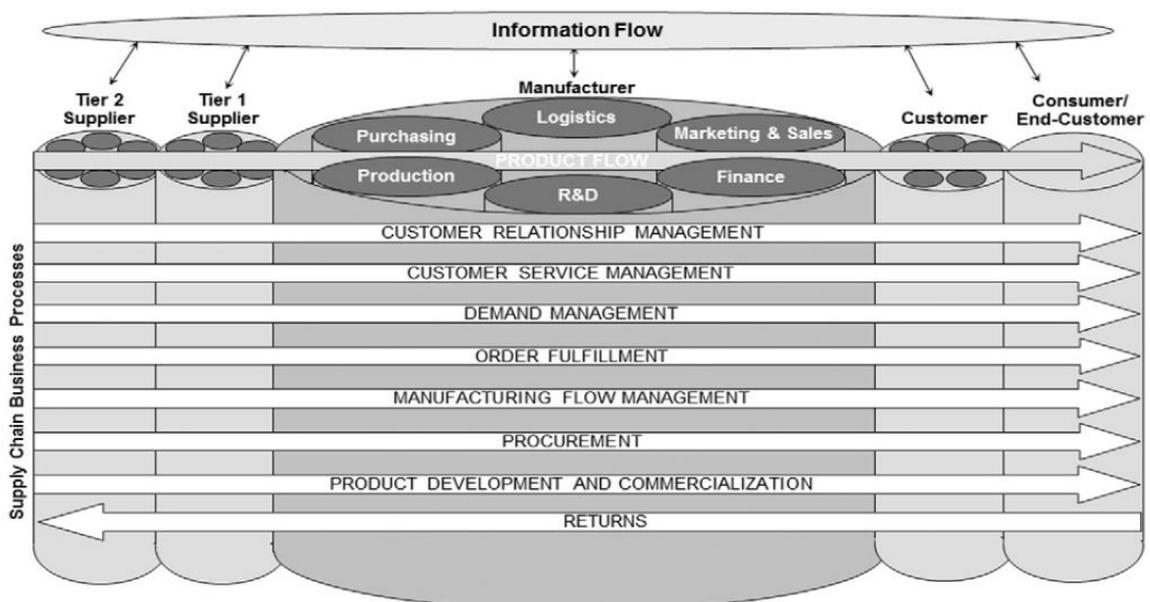 Information Flow
Tier 2
Supplier
Tier 1
Supplier
Manufacturer
Customer
Consumer/
End-Customer
Logistics
Purchasing
Marketing & Sales
PRODUCT FLOW
Production
R&D
Finance
Supply Chain Business Processes
CUSTOMER RELATIONSHIP MANAGEMENT
CUSTOMER SERVICE MANAGEMENT
DEMAND MANAGEMENT
ORDER FULFILLMENT
MANUFACTURING FLOW MANAGEMENT
PROCUREMENT
PRODUCT DEVELOPMENT AND COMMERCIALIZATION
RETURNS